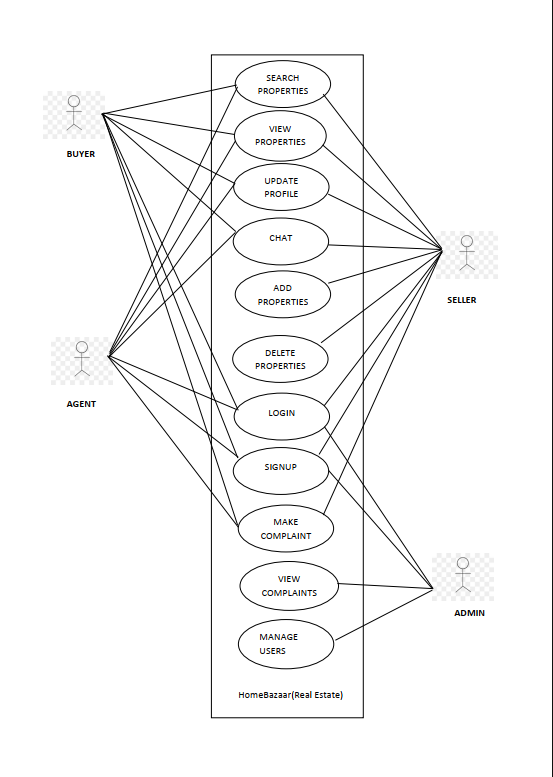 SEARCH
PROPERTIES
BUYER
VIEW
PROPERTIES
UPDATE
PROFILE
CHAT
ADD
PROPERTIES
SELLER
DELETE
PROPERTIES
AGENT
LOGIN
SIGNUP
MAKE
COMPLAINT
VIEW
COMPLAINTS
ADMIN
MANAGE
USERS
HomeBazaar(Real Estate)